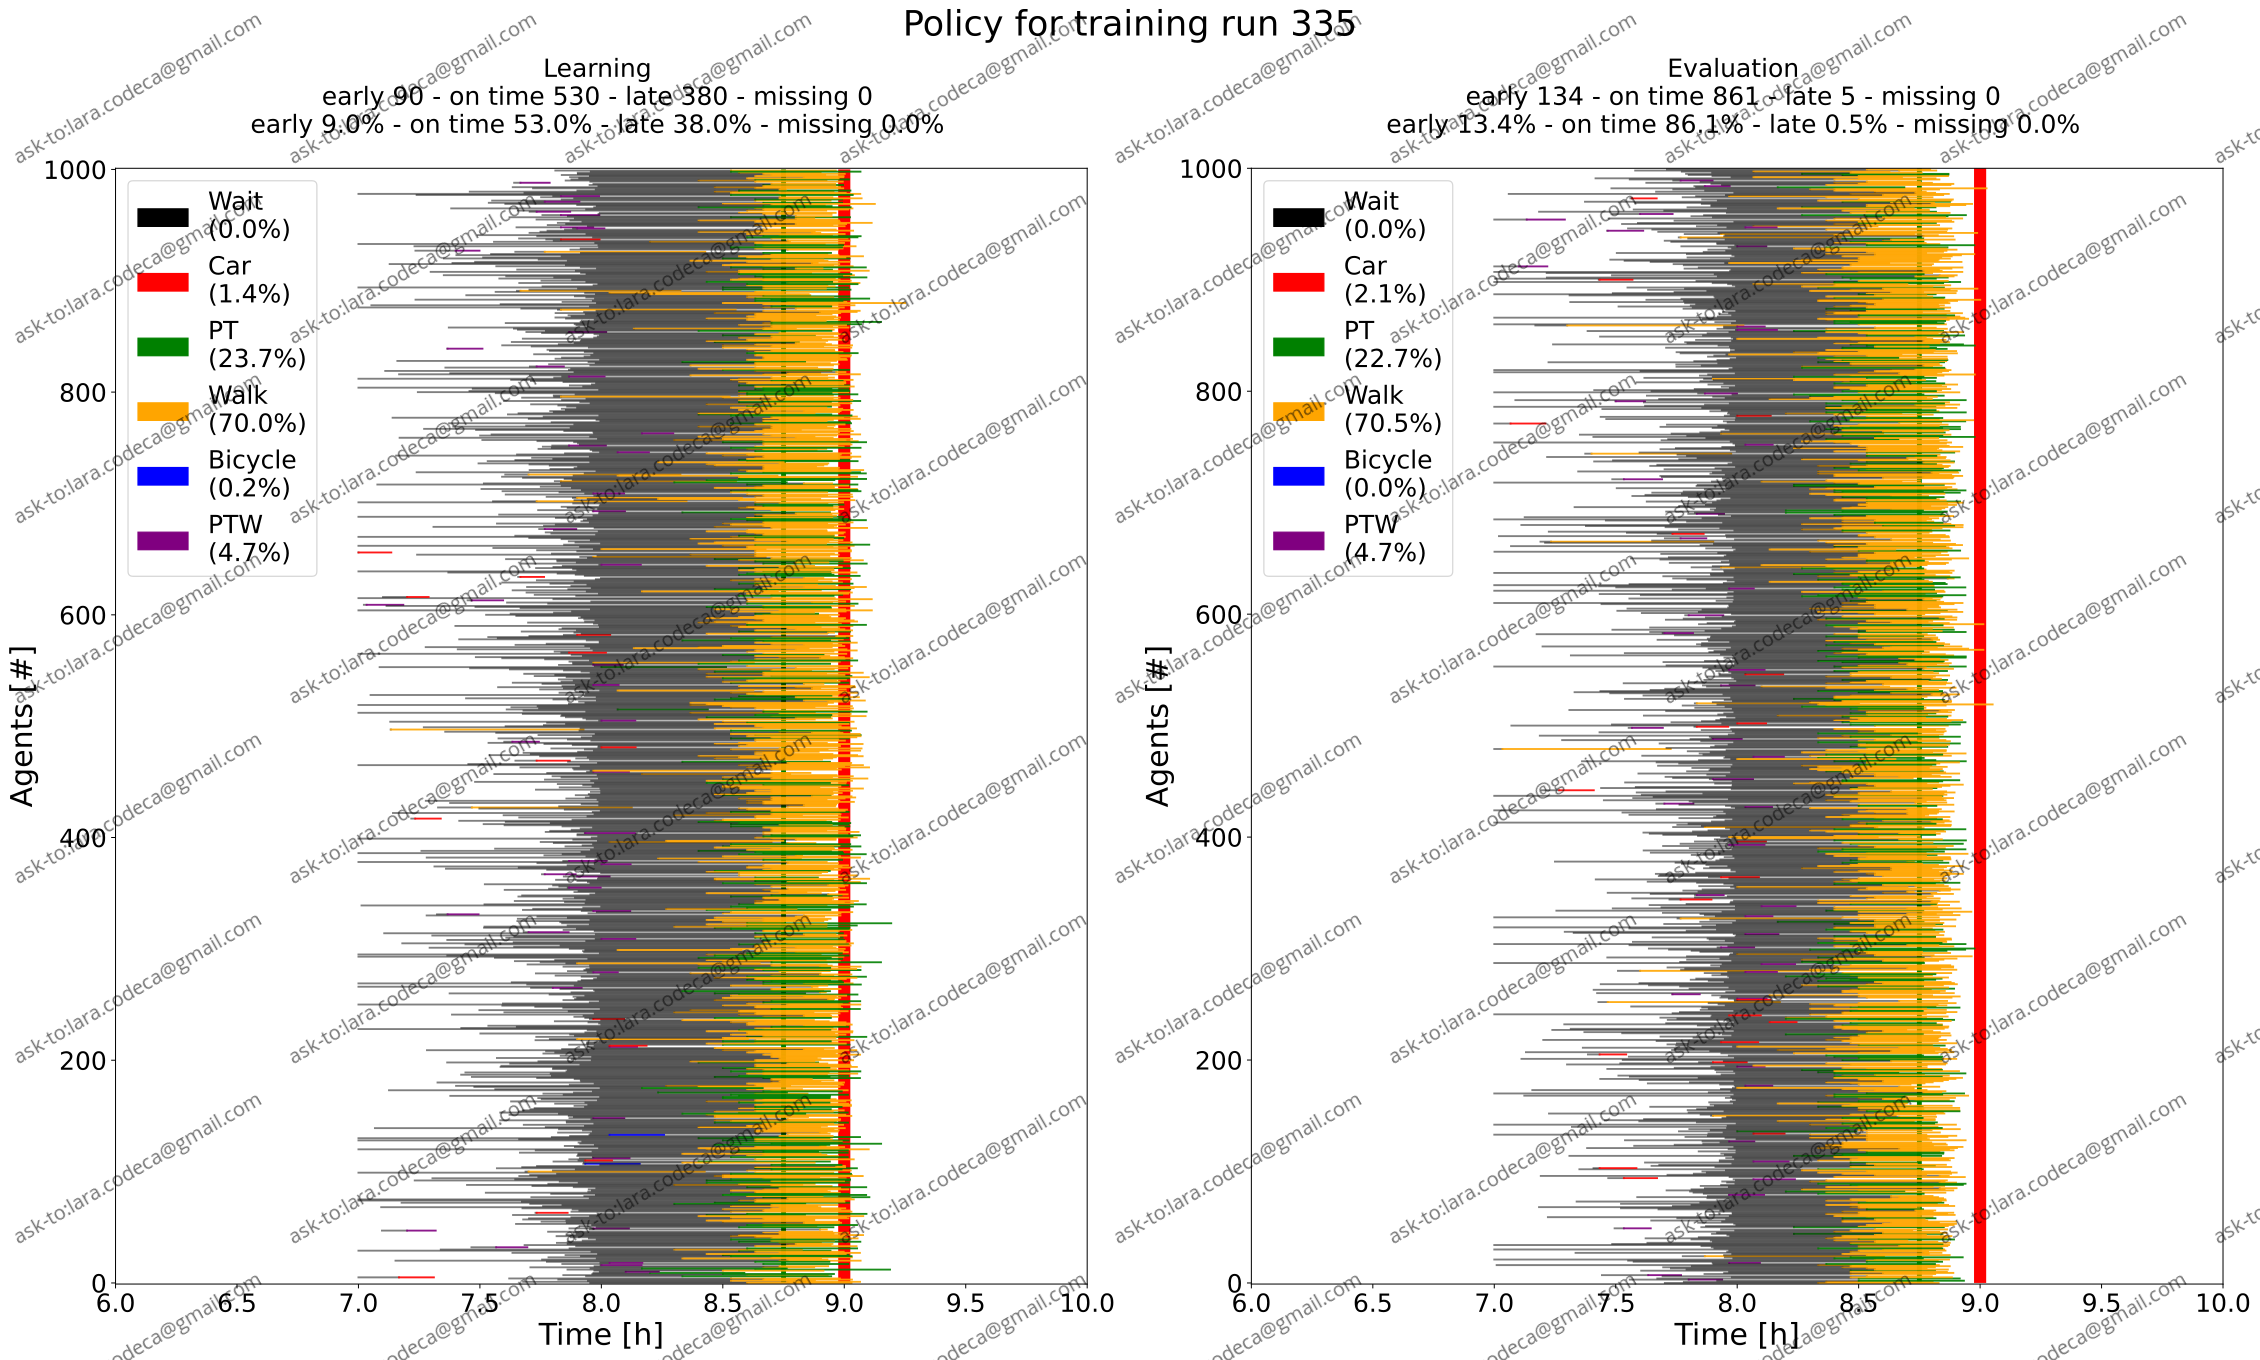 Policy for training run 335
Learning
early 90 - on time 530 - late 380 - missing 0
early 9.0% - on time 53.0% - late 38.0% - missing 0.0%
Evaluation
early 134 - on time 861 - late 5 - missing 0
early 13.4% - on time 86.1% - late 0.5% - missing 0.0%
Wait
(0.0%)
Car
(1.4%)
PT
(23.7%)
Walk
(70.0%)
Bicycle
(0.2%)
PTW
(4.7%)
1000
800
600
400
200
0
Agents [#]
6.0 6.5 7.0 7.5 8.0 8.5 9.0 9.5 10.0
Time [h]
Wait
(0.0%)
Car
(2.1%)
PT
(22.7%)
Walk
(70.5%)
Bicycle
(0.0%)
PTW
(4.7%)
1000
800
600
400
200
0
Agents [#]
6.0 6.5 7.0 7.5 8.0 8.5 9.0 9.5 10.0
Time [h]
ask-to:lara.codeca@gmail.com